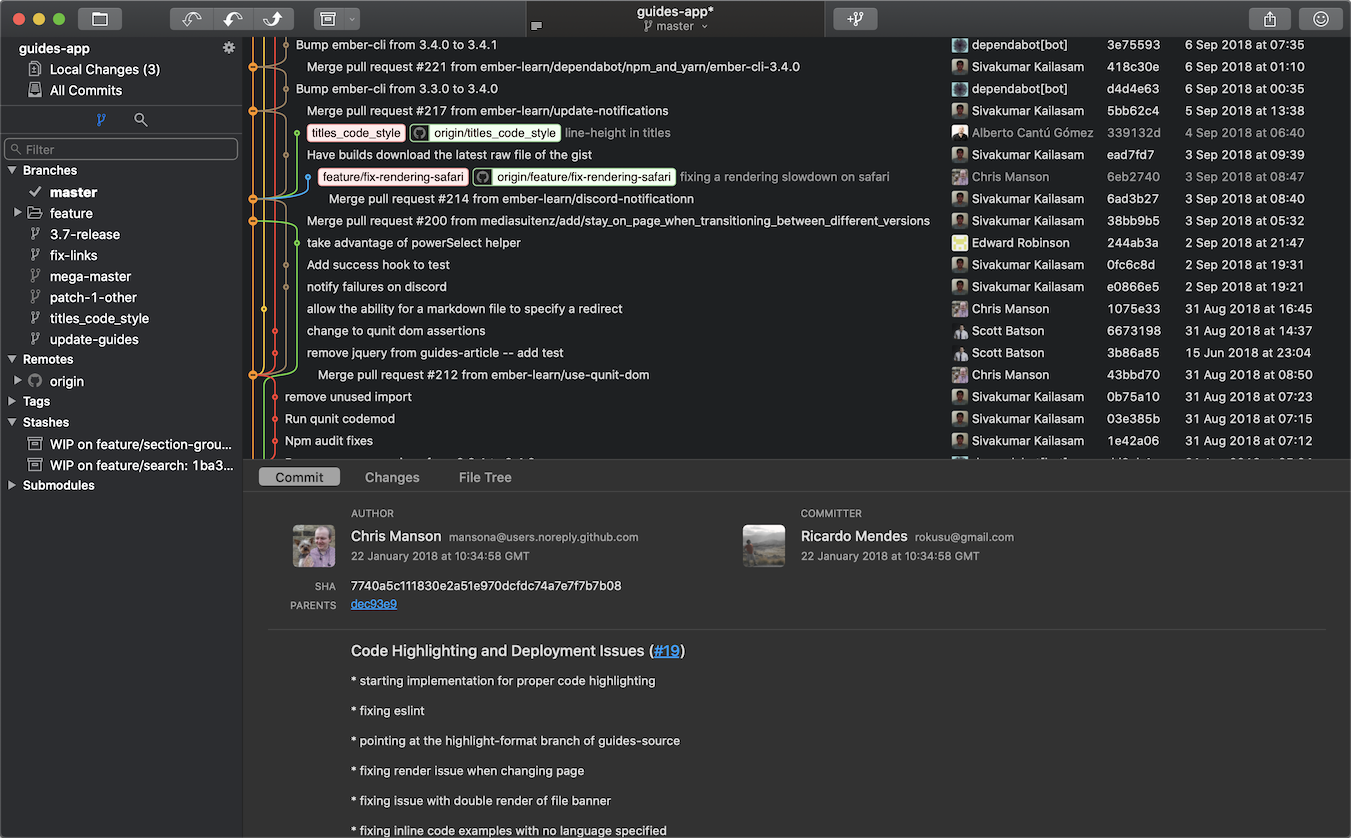 guides-app*
master
guides-app
Local Changes (3)
All Commits
Filter
Branches
master
feature
3.7-release
fix-links
mega-master
patch-1-other
titles_code_style
update-guides
Remotes
origin
Tags
Stashes
WIP on feature/section-grou...
WIP on feature/search: 1ba3...
Submodules
Bump ember-cli from 3.4.0 to 3.4.1 dependabot[bot] 3e75593 6 Sep 2018 at 07:35
Merge pull request #221 from ember-learn/dependabot/npm_and_yarn/ember-cli-3.4.0 Sivakumar Kailasam 418c30e 6 Sep 2018 at 01:10
Bump ember-cli from 3.3.0 to 3.4.0 dependabot[bot] d4d4e63 6 Sep 2018 at 00:35
Merge pull request #217 from ember-learn/update-notifications Sivakumar Kailasam 5bb62c4 5 Sep 2018 at 13:38
titles_code_style origin/titles_code_style line-height in titles Alberto Cantú Gómez 339132d 4 Sep 2018 at 06:40
Have builds download the latest raw file of the gist Sivakumar Kailasam ead7fd7 3 Sep 2018 at 09:39
feature/fix-rendering-safari origin/feature/fix-rendering-safari fixing a rendering slowdown on safari Chris Manson 6eb2740 3 Sep 2018 at 08:47
Merge pull request #214 from ember-learn/discord-notificationn Sivakumar Kailasam 6ad3b27 3 Sep 2018 at 08:40
Merge pull request #200 from mediasuitenz/add/stay_on_page_when_transitioning_between_different_versions Sivakumar Kailasam 38bb9b5 3 Sep 2018 at 05:32
take advantage of powerSelect helper Edward Robinson 244ab3a 2 Sep 2018 at 21:47
Add success hook to test Sivakumar Kailasam 0fc6c8d 2 Sep 2018 at 19:31
notify failures on discord Sivakumar Kailasam e0866e5 2 Sep 2018 at 19:21
allow the ability for a markdown file to specify a redirect Chris Manson 1075e33 31 Aug 2018 at 16:45
change to qunit dom assertions Scott Batson 6673198 31 Aug 2018 at 14:37
remove jquery from guides-article -- add test Scott Batson 3b86a85 15 Jun 2018 at 23:04
Merge pull request #212 from ember-learn/use-qunit-dom Chris Manson 43bbd70 31 Aug 2018 at 08:50
remove unused import Sivakumar Kailasam 0b75a10 31 Aug 2018 at 07:23
Run qunit codemod Sivakumar Kailasam 03e385b 31 Aug 2018 at 07:15
Npm audit fixes Sivakumar Kailasam 1e42a06 31 Aug 2018 at 07:12
Commit Changes File Tree
AUTHOR
Chris Manson mansona@users.noreply.github.com
22 January 2018 at 10:34:58 GMT
COMMITTER
Ricardo Mendes rokusu@gmail.com
22 January 2018 at 10:34:58 GMT
SHA 7740a5c111830e2a51e970dcfdc74a7e7f7b7b08
PARENTS dec93e9
Code Highlighting and Deployment Issues (#19)
* starting implementation for proper code highlighting
* fixing eslint
* pointing at the highlight-format branch of guides-source
* fixing render issue when changing page
* fixing issue with double render of file banner
* fixing inline code examples with no language specified